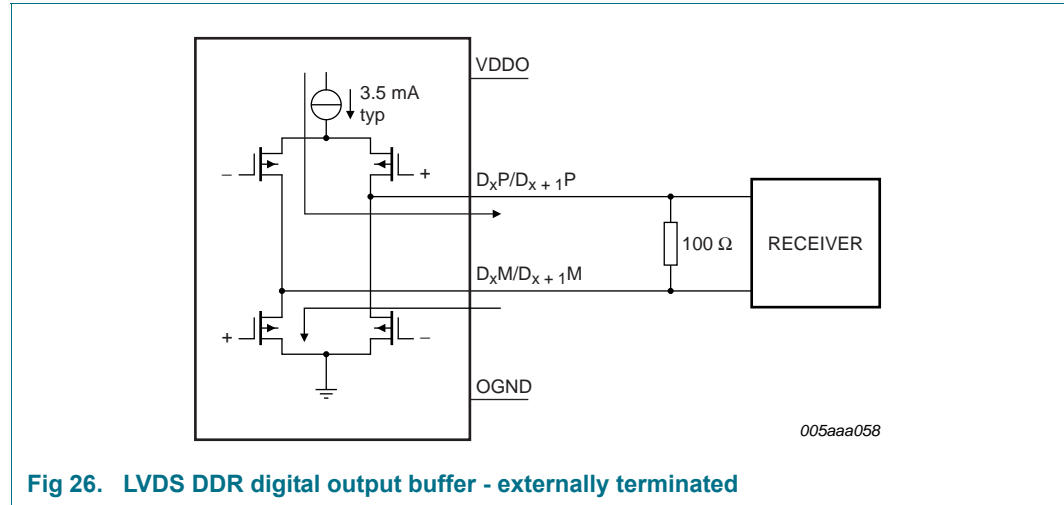 VDDO
3.5 mA
typ
–
+
DxP/Dx + 1P
100 Ω
RECEIVER
DxM/Dx + 1M
+
–
OGND
005aaa058
Fig 26. LVDS DDR digital output buffer - externally terminated